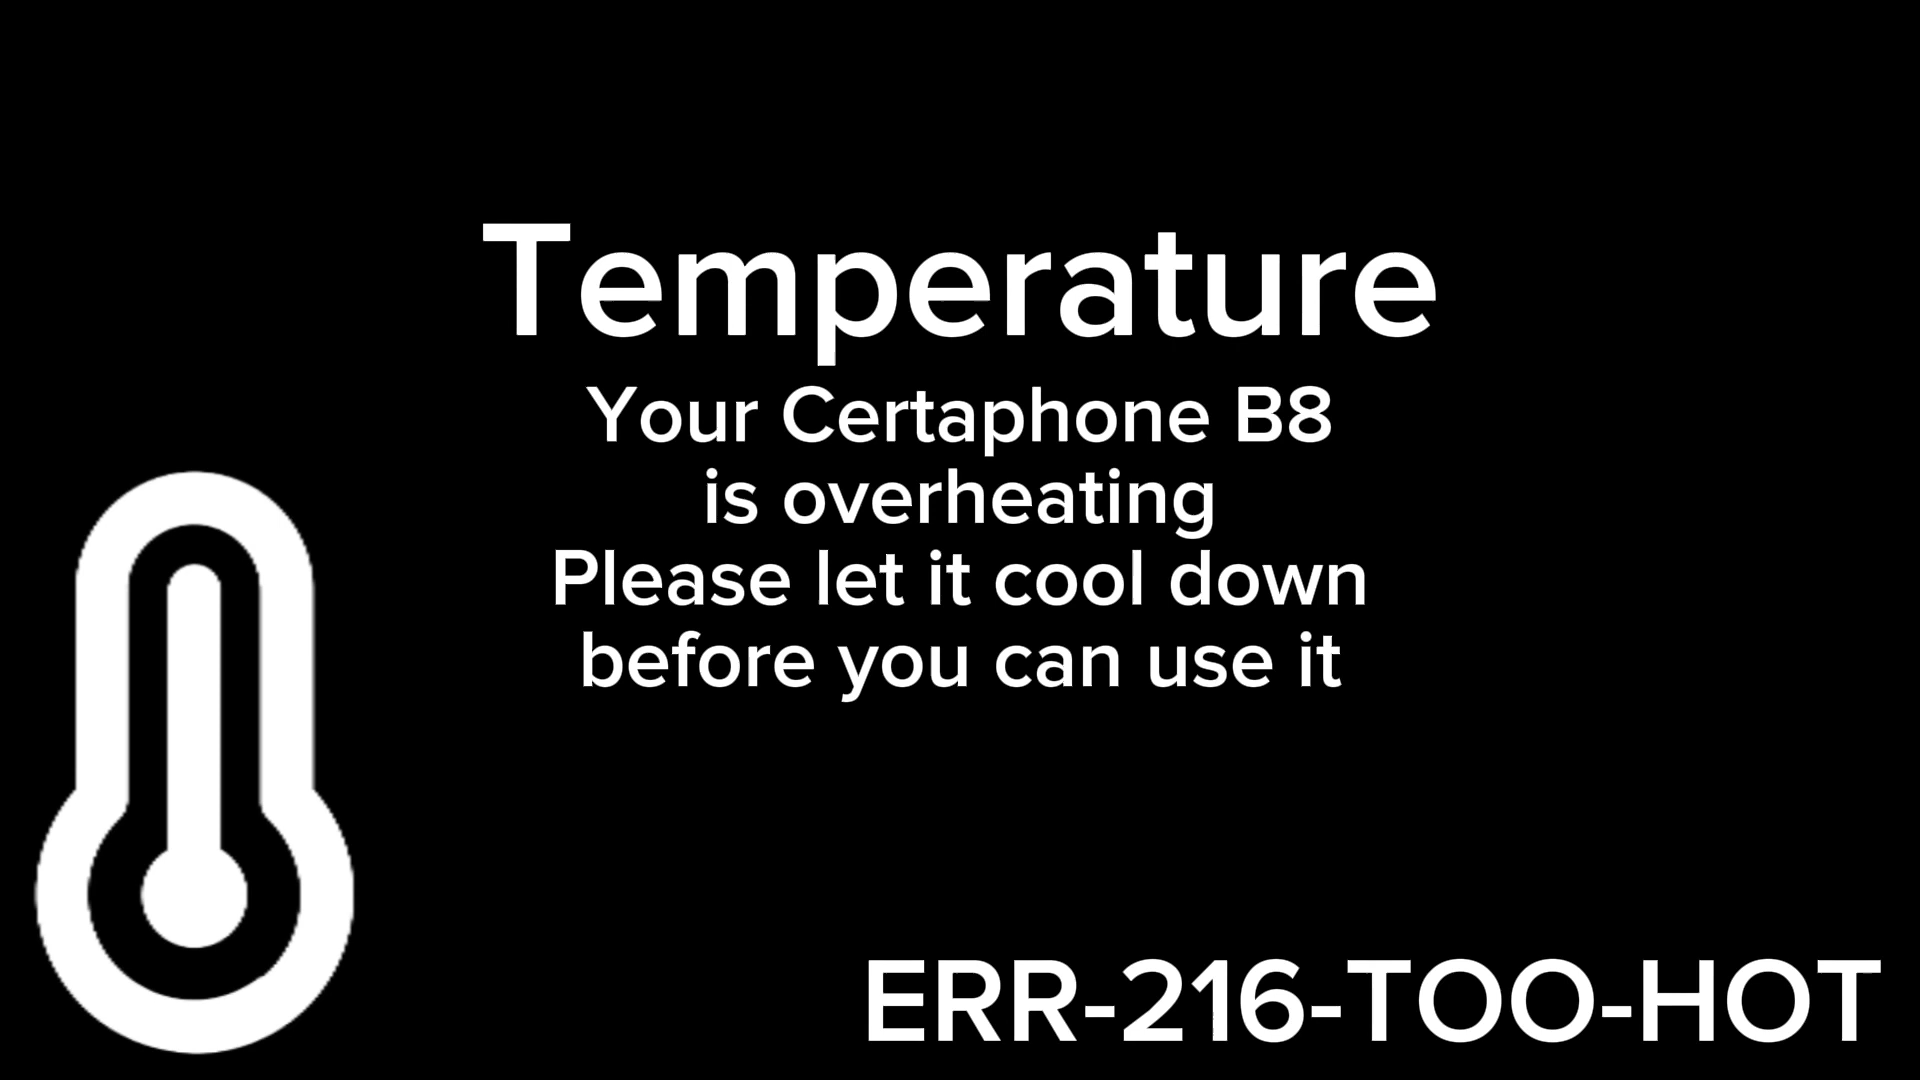 Temperature
Your Certaphone B8
is overheating
Please let it cool down
before you can use it
ERR-216-TOO-HOT